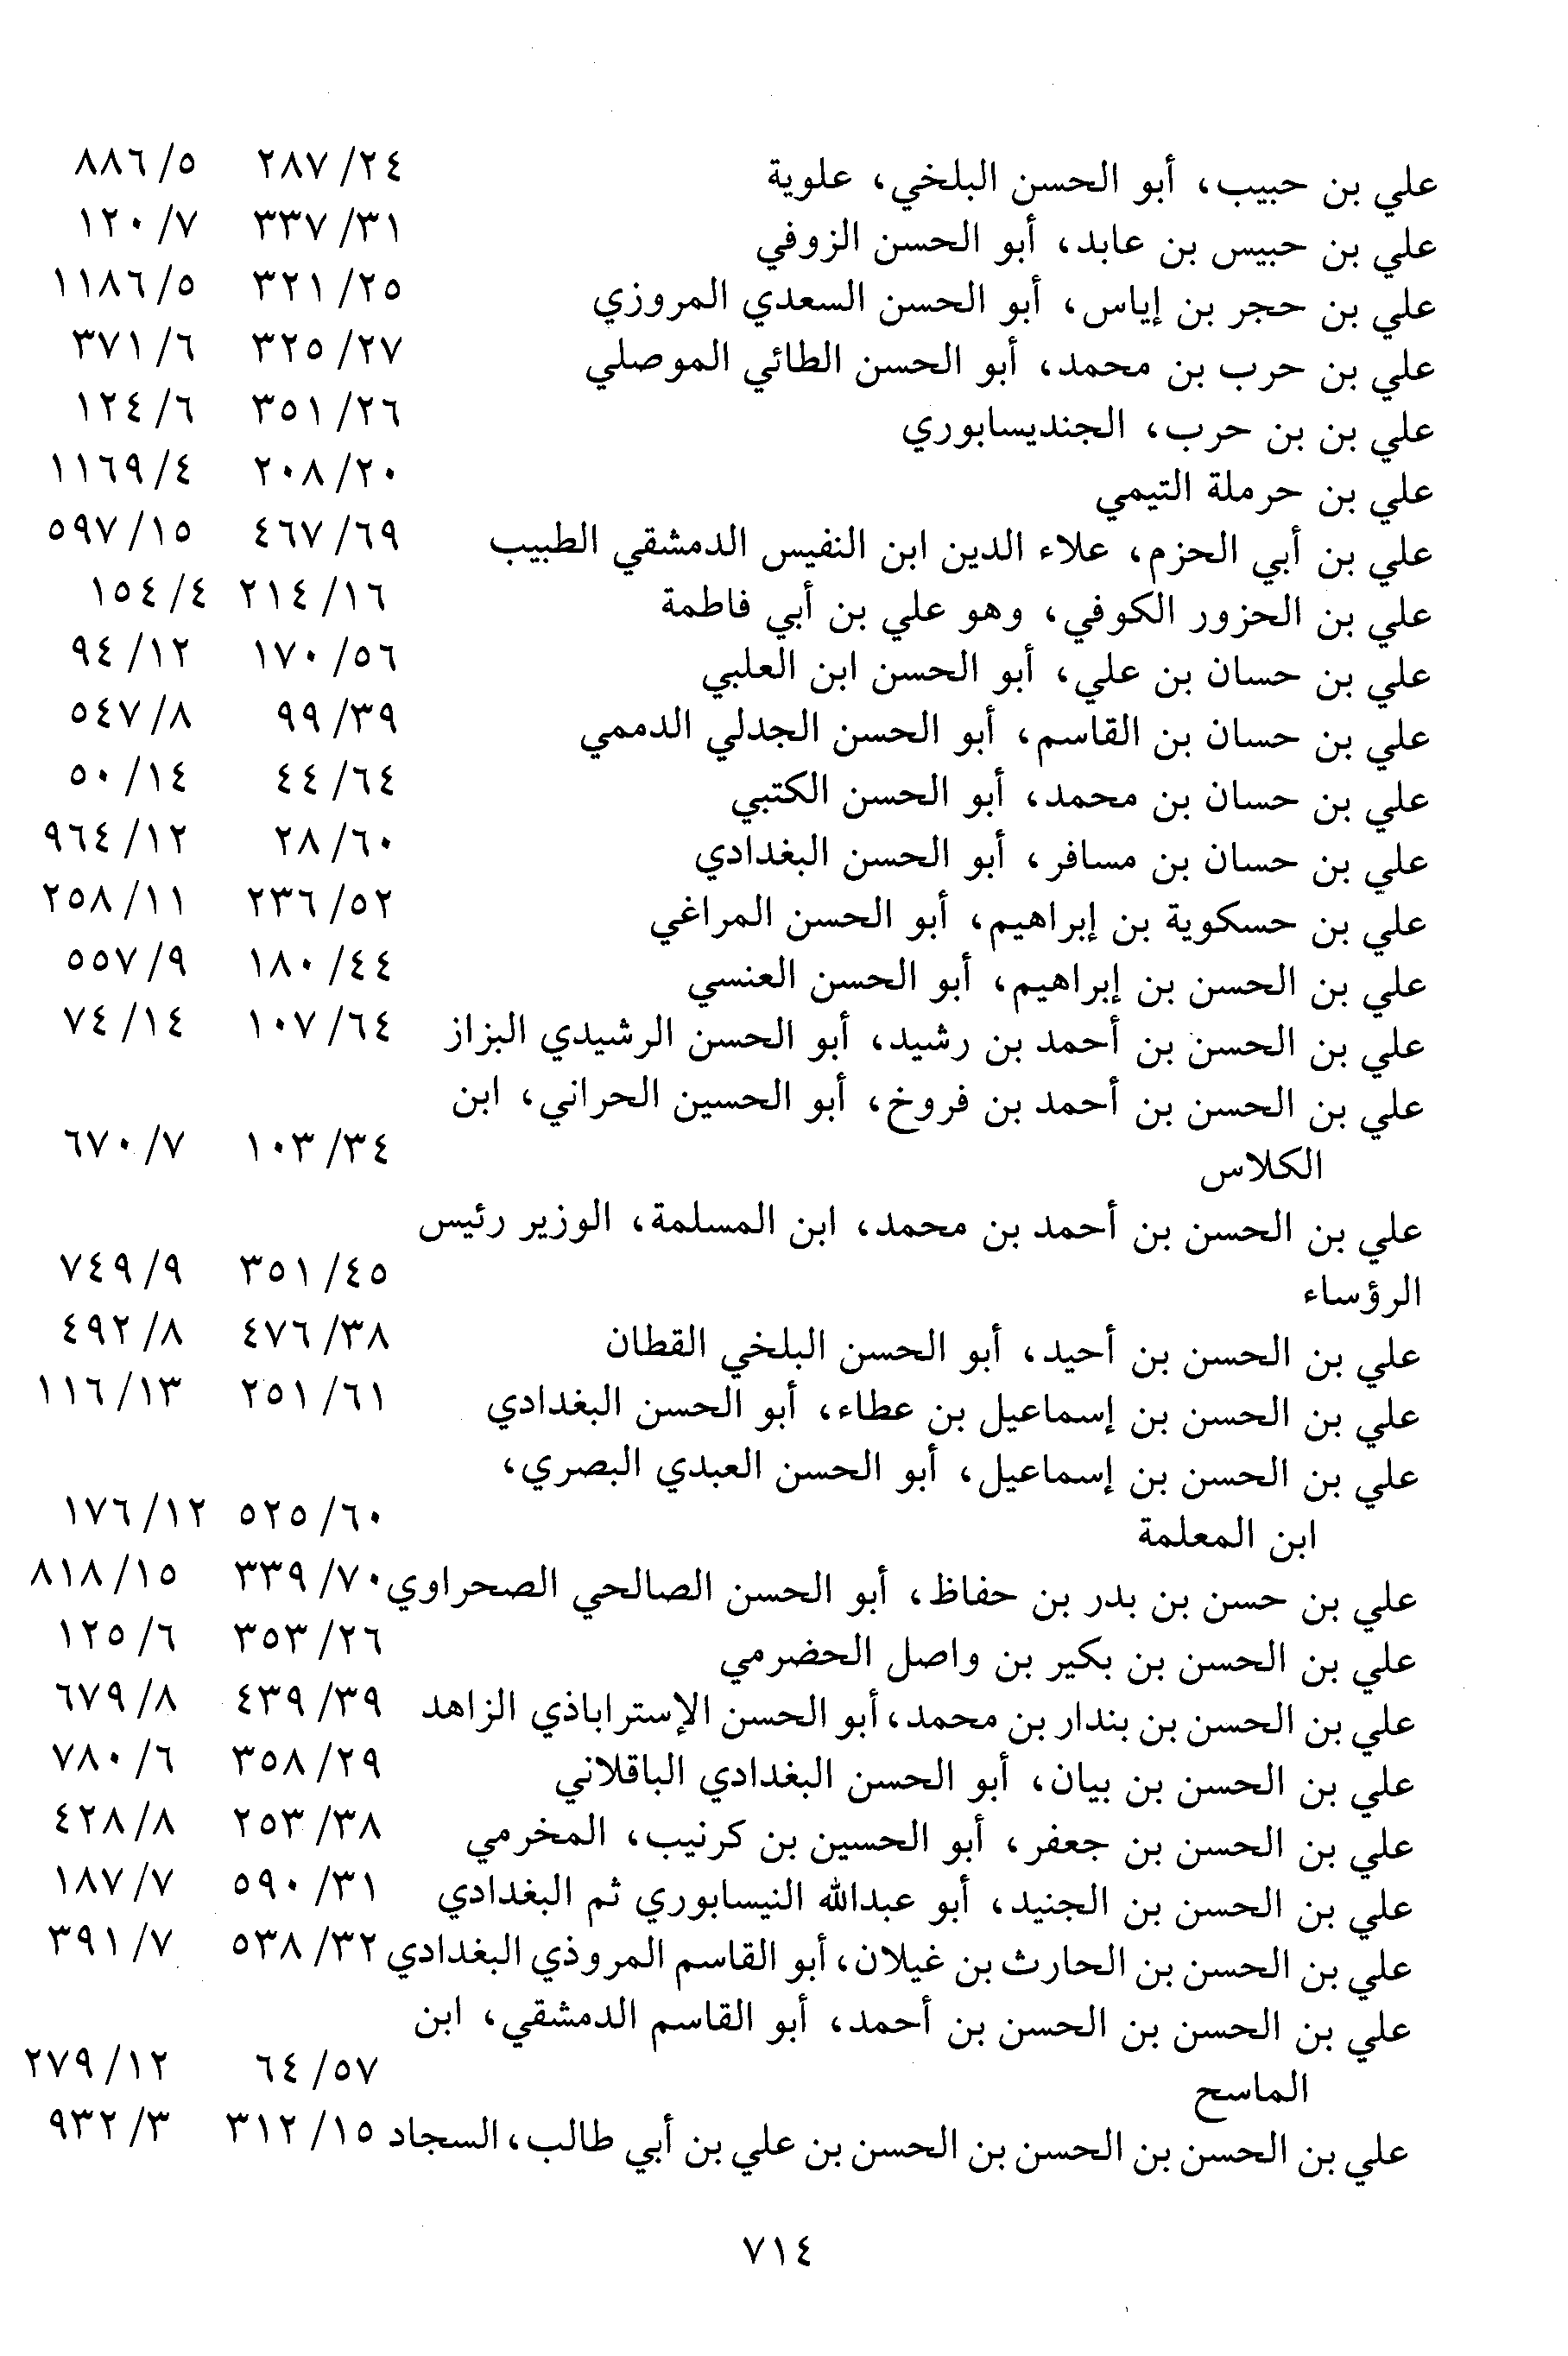 علي بن حبيب، أبو الحسن البلخي، علوية ٢٤/ ٢٨٧ ٥/ ٨٨٦
علي بن حبيس بن عابد، أبو الحسن الزوفي ٣١/ ٣٣٧ ٧/ ١٢٠
علي بن حجر بن إياس، أبو الحسن السعدي المروزي ٢٥/ ٣٢١ ٥/ ١١٨٦
علي بن حرب بن محمد، أبو الحسن الطائي الموصلي ٢٧/ ٣٢٥ ٦/ ٣٧١
علي بن بن حرب، الجنديسابوري ٢٦/ ٣٥١ ٦/ ١٢٤
علي بن حرملة التيمي ٢٠/ ٢٠٨ ٤/ ١١٦٩
علي بن أبي الحزم، علاء الدين ابن النفيس الدمشقي الطبيب ٦٩/ ٤٦٧ ١٥/ ٥٩٧
علي بن الحزور الكوفي، وهو علي بن أبي فاطمة ١٦/ ٢١٤ ٤/ ١٥٤
علي بن حسان بن علي، أبو الحسن ابن العلبي ٥٦/ ١٧٠ ١٢/ ٩٤
علي بن حسان بن القاسم، أبو الحسن الجدلي الدممي ٣٩/ ٩٩ ٨/ ٥٤٧
علي بن حسان بن محمد، أبو الحسن الكتبي ٦٤/ ٤٤ ١٤/ ٥٠
علي بن حسان بن مسافر، أبو الحسن البغدادي ٦٠/ ٢٨ ١٢/ ٩٦٤
علي بن حسكوية بن إبراهيم، أبو الحسن المراغي ٥٢/ ٢٣٦ ١١/ ٢٥٨
علي بن الحسن بن إبراهيم، أبو الحسن العنسي ٤٤/ ١٨٠ ٩/ ٥٥٧
علي بن الحسن بن أحمد بن رشيد، أبو الحسن الرشيدي البزاز ٦٤/ ١٠٧ ١٤/ ٧٤
علي بن الحسن بن أحمد بن فروخ، أبو الحسين الحراني، ابن
الكلاس ٣٤/ ١٠٣ ٧/ ٦٧٠
علي بن الحسن بن أحمد بن محمد، ابن المسلمة، الوزير رئيس
الرؤساء ٤٥/ ٣٥١ ٩/ ٧٤٩
علي بن الحسن بن أحيد، أبو الحسن البلخي القطان ٣٨/ ٤٧٦ ٨/ ٤٩٢
علي بن الحسن بن إسماعيل بن عطاء، أبو الحسن البغدادي ٦١/ ٢٥١ ١٣/ ١١٦
علي بن الحسن بن إسماعيل، أبو الحسن العبدي البصري،
ابن المعلمة ٦٠/ ٥٢٥ ١٢/ ١٧٦
علي بن حسن بن بدر بن حفاظ، أبو الحسن الصالحي الصحراوي ٧٠/ ٣٣٩ ١٥/ ٨١٨
علي بن الحسن بن بكير بن واصل الحضرمي ٢٦/ ٣٥٣ ٦/ ١٢٥
علي بن الحسن بن بندار بن محمد، أبو الحسن الإستراباذي الزاهد ٣٩/ ٤٣٩ ٨/ ٦٧٩
علي بن الحسن بن بيان، أبو الحسن البغدادي الباقلاني ٢٩/ ٣٥٨ ٦/ ٧٨٠
علي بن الحسن بن جعفر، أبو الحسين بن كرنيب، المخرمي ٣٨/ ٢٥٣ ٨/ ٤٢٨
علي بن الحسن بن الجنيد، أبو عبدالله النيسابوري ثم البغدادي ٣١/ ٥٩٠ ٧/ ١٨٧
علي بن الحسن بن الحارث بن غيلان، أبو القاسم المروذي البغدادي ٣٢/ ٥٣٨ ٧/ ٣٩١
علي بن الحسن بن الحسن بن أحمد، أبو القاسم الدمشقي، ابن
الماسح ٥٧/ ٦٤ ١٢/ ٢٧٩
علي بن الحسن بن الحسن بن الحسن بن علي بن أبي طالب، السجاد ١٥/ ٣١٢ ٣/ ٩٣٢
٧١٤